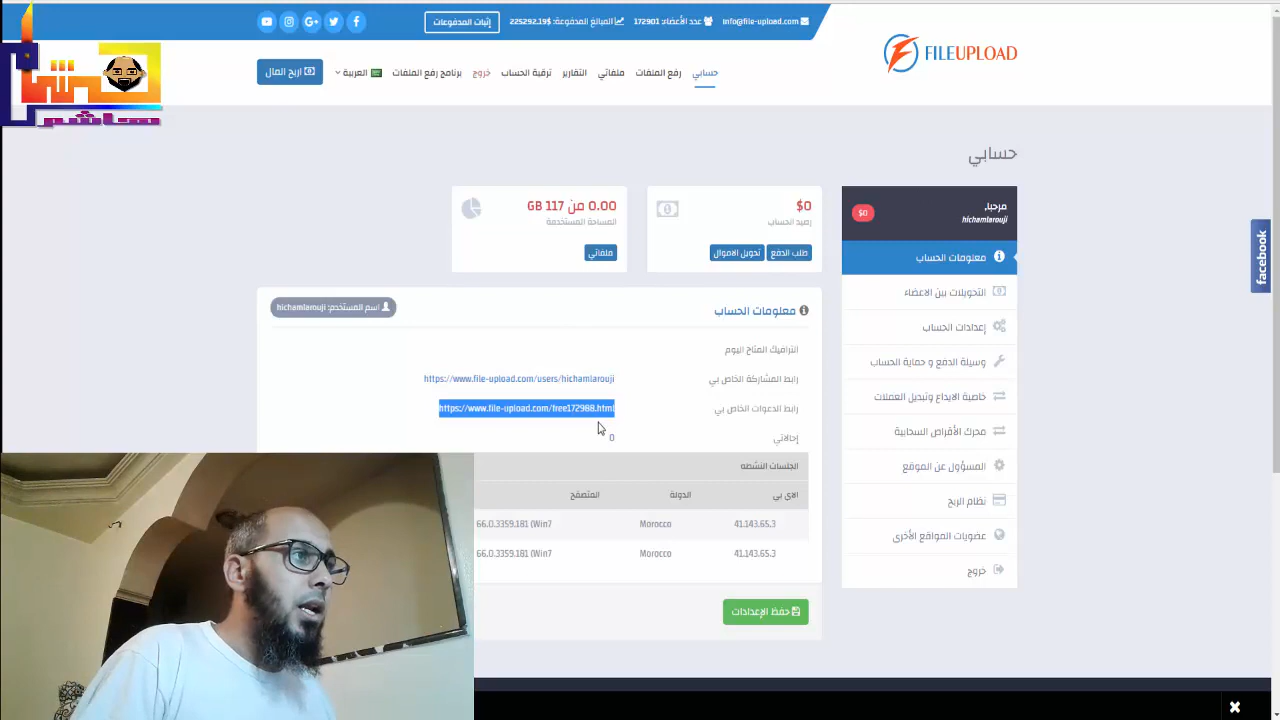 info@file-upload.com
عدد الأعضاء: 172901
المبالغ المدفوعة: $225292.19
إثبات المدفوعات
FILEUPLOAD
حسابي
رفع الملفات
ملفاتي
التقارير
ترقية الحساب
خروج
برنامج رفع الملفات
العربية
اربح المال
مباشر
حسابي
مرحبا,
hichamlarouji
$0
معلومات الحساب
التحويلات بين الاعضاء
إعدادات الحساب
وسيلة الدفع و حماية الحساب
خاصية الايداع وتبديل العملات
محرك الأقراص السحابية
المسؤول عن الموقع
نظام الربح
عضويات المواقع الأخرى
خروج
$0
رصيد الحساب
طلب الدفع
تحويل الاموال
0.00 من 117 GB
المساحة المستخدمة
ملفاتي
معلومات الحساب
اسم المستخدم: hichamlarouji
الترافيك المتاح اليوم
رابط المشاركة الخاص بي
https://www.file-upload.com/users/hichamlarouji
رابط الدعوات الخاص بي
https://www.file-upload.com/free172988.html
إحالاتي
0
الجلسات النشطه
الاي بي
الدولة
المتصفح
41.143.65.3
Morocco
66.0.3359.181 (Win7
41.143.65.3
Morocco
66.0.3359.181 (Win7
حفظ الإعدادات
facebook